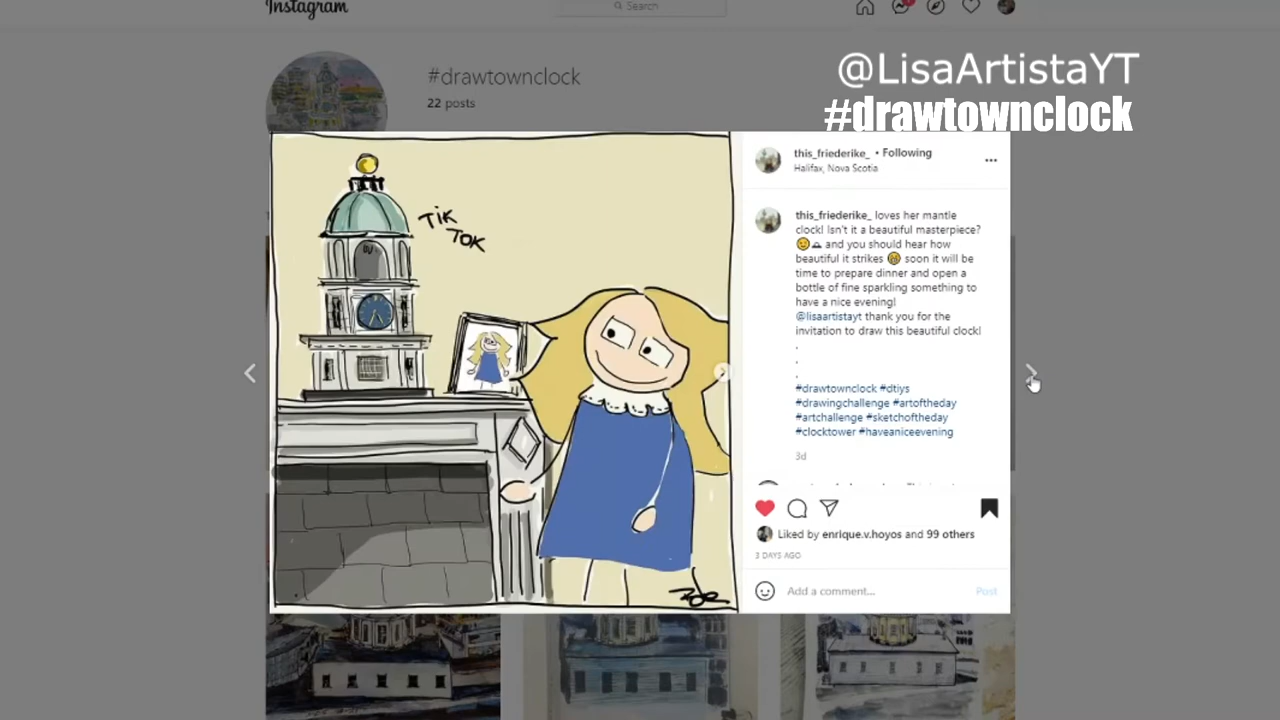 Instagram
Search
@LisaArtistaYT
#drawtownclock
#drawtownclock
22 posts
TiK
TOK
this_friederike_ • Following
Halifax, Nova Scotia
this_friederike_ loves her mantle
clock! Isn't it a beautiful masterpiece?
and you should hear how
beautiful it strikes soon it will be
time to prepare dinner and open a
bottle of fine sparkling something to
have a nice evening!
@lisaartistayt thank you for the
invitation to draw this beautiful clock!
.
.
.
#drawtownclock #dtiys
#drawingchallenge #artoftheday
#artchallenge #sketchoftheday
#clocktower #haveaniceevening
3d
Liked by enrique.v.hoyos and 99 others
3 DAYS AGO
Add a comment...
Post